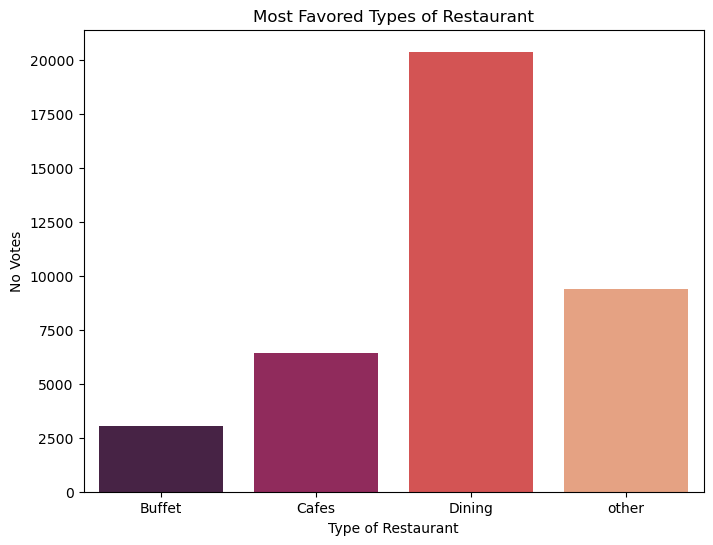 Most Favored Types of Restaurant
20000
17500
15000
12500
10000
7500
5000
2500
0
No Votes
Buffet Cafes Dining other
Type of Restaurant